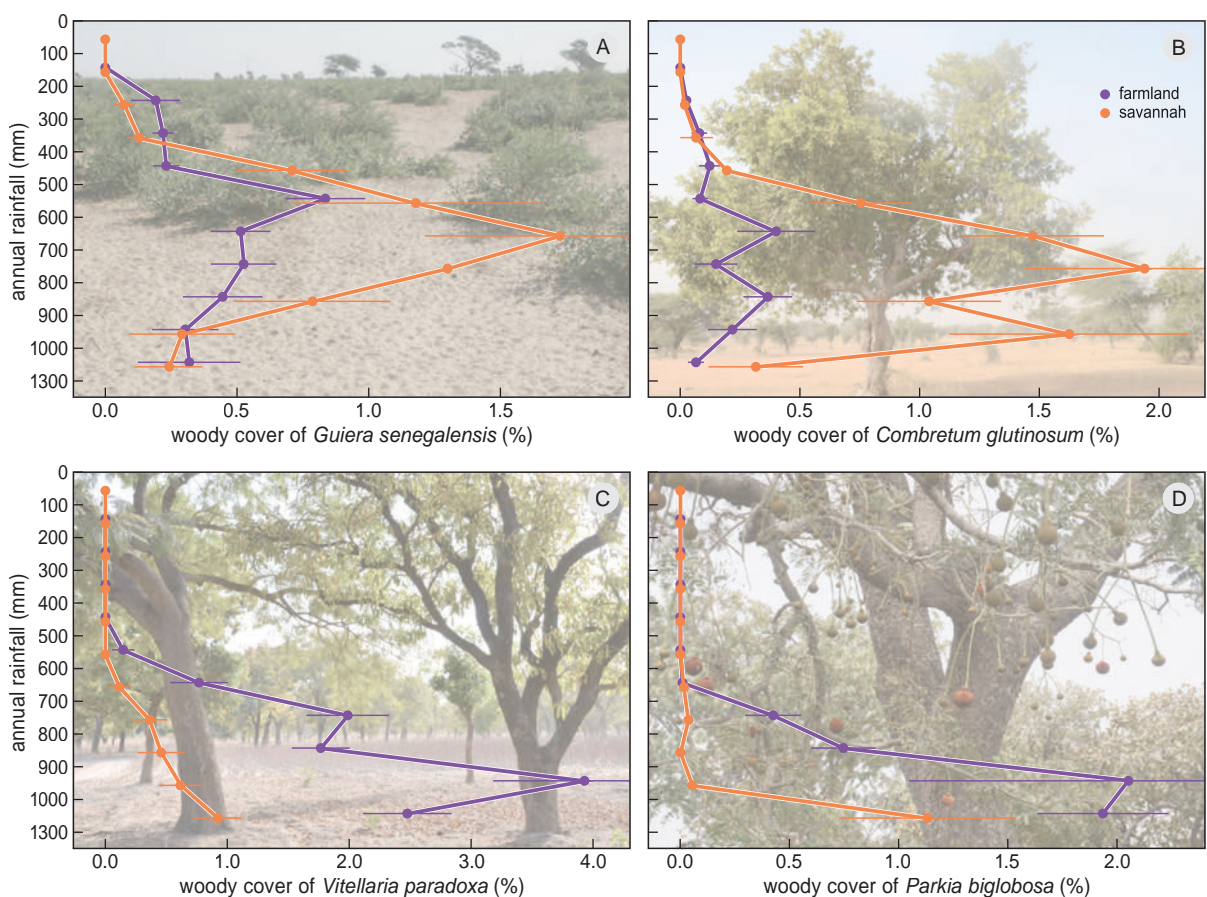 0
100
200
300
400
500
600
700
800
900
1000
1300
annual rainfall (mm)
A
0.0 0.5 1.0 1.5
woody cover of Guiera senegalensis (%)
B
farmland
savannah
0.0 0.5 1.0 1.5 2.0
woody cover of Combretum glutinosum (%)
0
100
200
300
400
500
600
700
800
900
1000
1300
annual rainfall (mm)
C
0.0 1.0 2.0 3.0 4.0
woody cover of Vitellaria paradoxa (%)
D
0.0 0.5 1.0 1.5 2.0
woody cover of Parkia biglobosa (%)